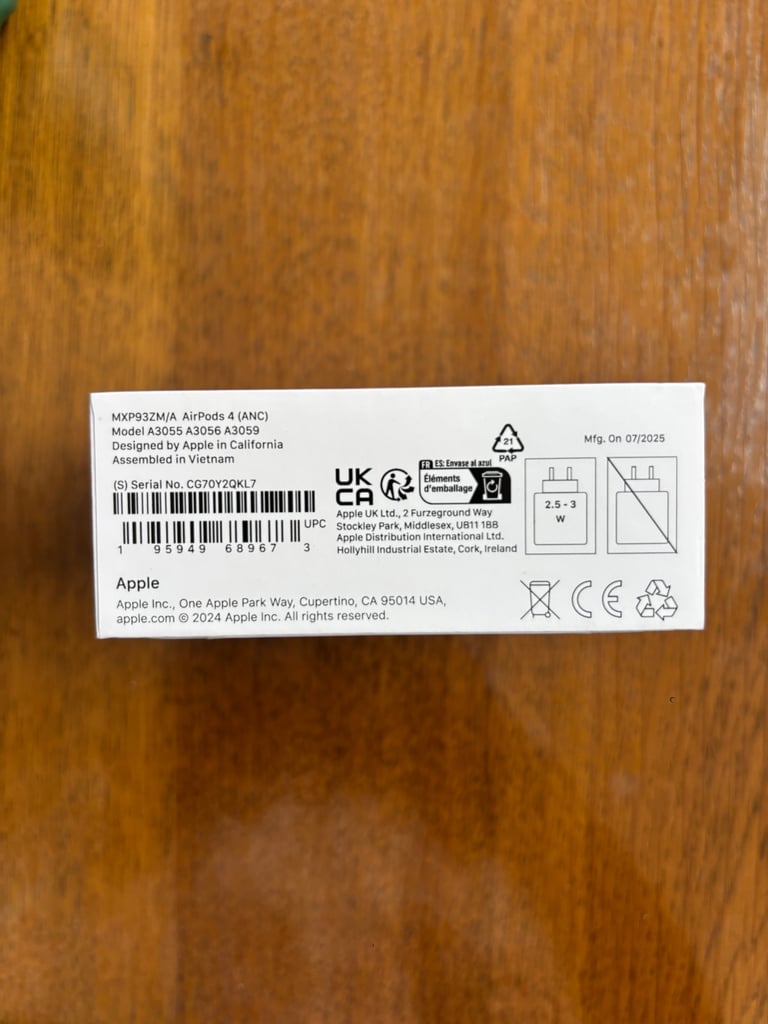 MXP93ZM/A AirPods 4 (ANC)
Model A3055 A3056 A3059
Designed by Apple in California
Assembled in Vietnam
(S) Serial No. CG70Y2QKL7
UPC
1 95949 68967 3
Apple
Apple Inc., One Apple Park Way, Cupertino, CA 95014 USA,
apple.com © 2024 Apple Inc. All rights reserved.
UK
CA
FR ES: Envase al azul
Éléments
d'emballage
21
PAP
Apple UK Ltd., 2 Furzeground Way
Stockley Park, Middlesex, UB11 1BB
Apple Distribution International Ltd.
Hollyhill Industrial Estate, Cork, Ireland
Mfg. On 07/2025
2.5 - 3
W
CE